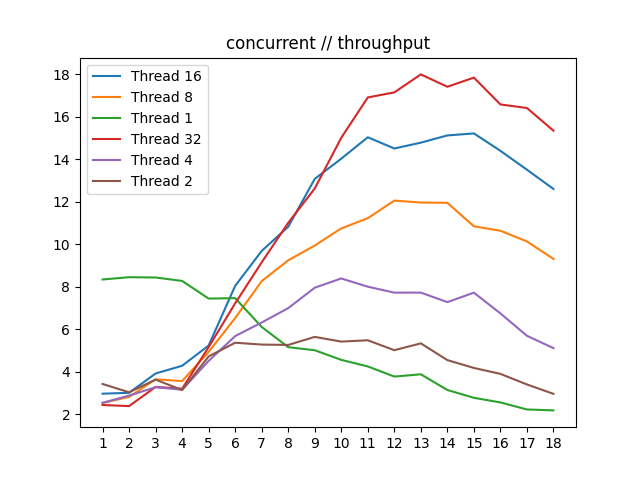 concurrent // throughput
Thread 16
Thread 8
Thread 1
Thread 32
Thread 4
Thread 2
18
16
14
12
10
8
6
4
2
1 2 3 4 5 6 7 8 9 10 11 12 13 14 15 16 17 18